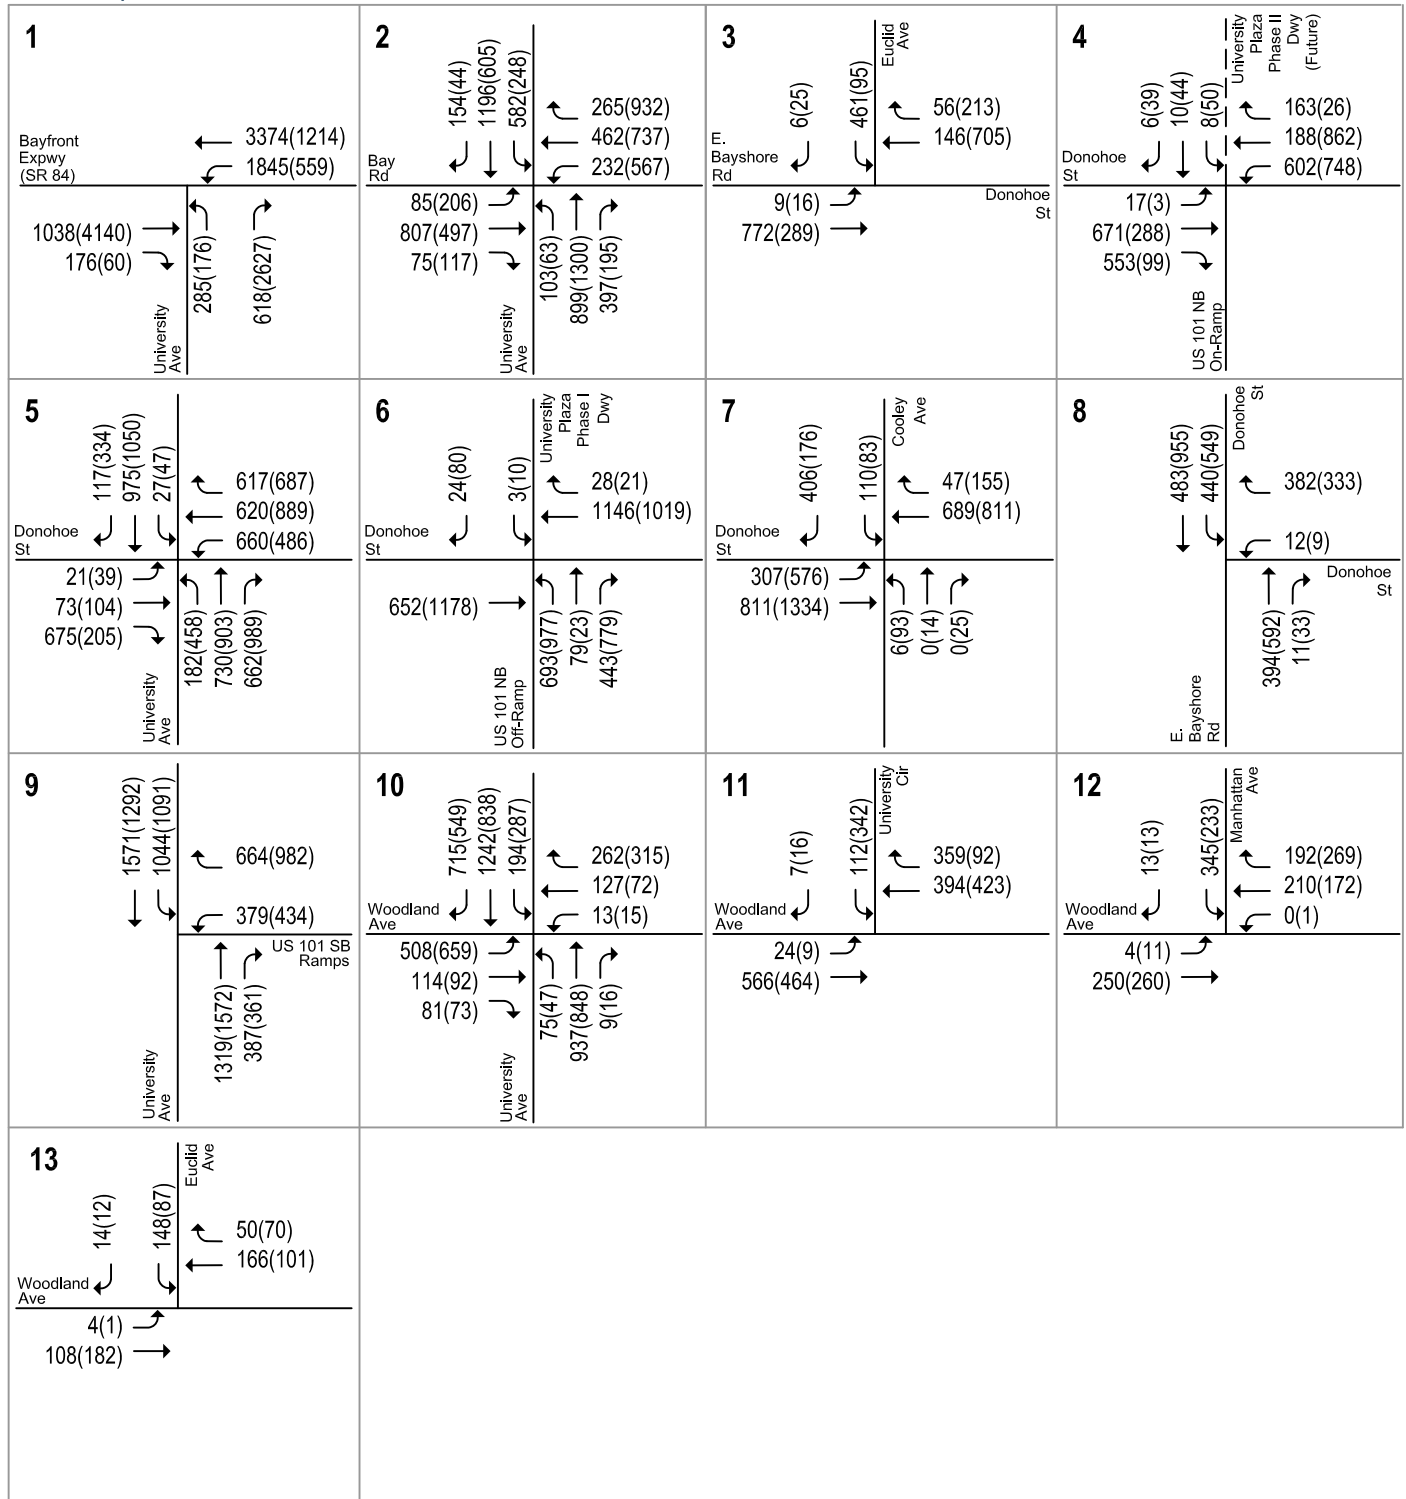 1
Bayfront
Expwy
(SR 84)
3374(1214)
1845(559)
1038(4140)
176(60)
285(176)
618(2627)
University
Ave
2
154(44)
1196(605)
582(248)
265(932)
462(737)
232(567)
Bay
Rd
85(206)
807(497)
75(117)
103(63)
899(1300)
397(195)
University
Ave
3
Euclid
Ave
6(25)
461(95)
56(213)
146(705)
E.
Bayshore
Rd
Donohoe
St
9(16)
772(289)
4
University
Plaza
Phase II
Dwy
(Future)
6(39)
10(44)
8(50)
163(26)
188(862)
602(748)
Donohoe
St
17(3)
671(288)
553(99)
US 101 NB
On-Ramp
5
117(334)
975(1050)
27(47)
617(687)
620(889)
660(486)
Donohoe
St
21(39)
73(104)
675(205)
182(458)
730(903)
662(989)
University
Ave
6
University
Plaza
Phase I
Dwy
24(80)
3(10)
28(21)
1146(1019)
Donohoe
St
652(1178)
693(977)
79(23)
443(779)
US 101 NB
Off-Ramp
7
Cooley
Ave
406(176)
110(83)
47(155)
689(811)
Donohoe
St
307(576)
811(1334)
6(93)
0(14)
0(25)
8
Donohoe
St
483(955)
440(549)
382(333)
12(9)
Donohoe
St
394(592)
11(33)
E.
Bayshore
Rd
9
1571(1292)
1044(1091)
664(982)
379(434)
US 101 SB
Ramps
1319(1572)
387(361)
University
Ave
10
715(549)
1242(838)
194(287)
262(315)
127(72)
13(15)
Woodland
Ave
508(659)
114(92)
81(73)
75(47)
937(848)
9(16)
University
Ave
11
University
Cir
7(16)
112(342)
359(92)
394(423)
Woodland
Ave
24(9)
566(464)
12
Manhattan
Ave
13(13)
345(233)
192(269)
210(172)
0(1)
Woodland
Ave
4(11)
250(260)
13
Euclid
Ave
14(12)
148(87)
50(70)
166(101)
Woodland
Ave
4(1)
108(182)